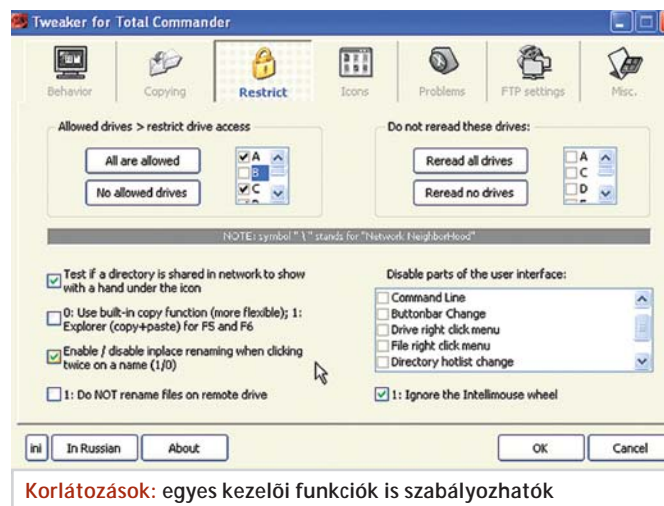 Tweaker for Total Commander
Behavior
Copying
Restrict
Icons
Problems
FTP settings
Misc.
Allowed drives > restrict drive access
All are allowed
No allowed drives
A
B
C
Do not reread these drives:
Reread all drives
Reread no drives
A
C
D
NOTE: symbol " \ " stands for "Network NeighborHood"
Test if a directory is shared in network to show
with a hand under the icon
0: Use built-in copy function (more flexible); 1:
Explorer (copy+paste) for F5 and F6
Enable / disable inplace renaming when clicking
twice on a name (1/0)
1: Do NOT rename files on remote drive
Disable parts of the user interface:
Command Line
Buttonbar Change
Drive right click menu
File right click menu
Directory hotlist change
1: Ignore the Intellimouse wheel
ini
In Russian
About
OK
Cancel
Korlátozások: egyes kezelõi funkciók is szabályozhatók